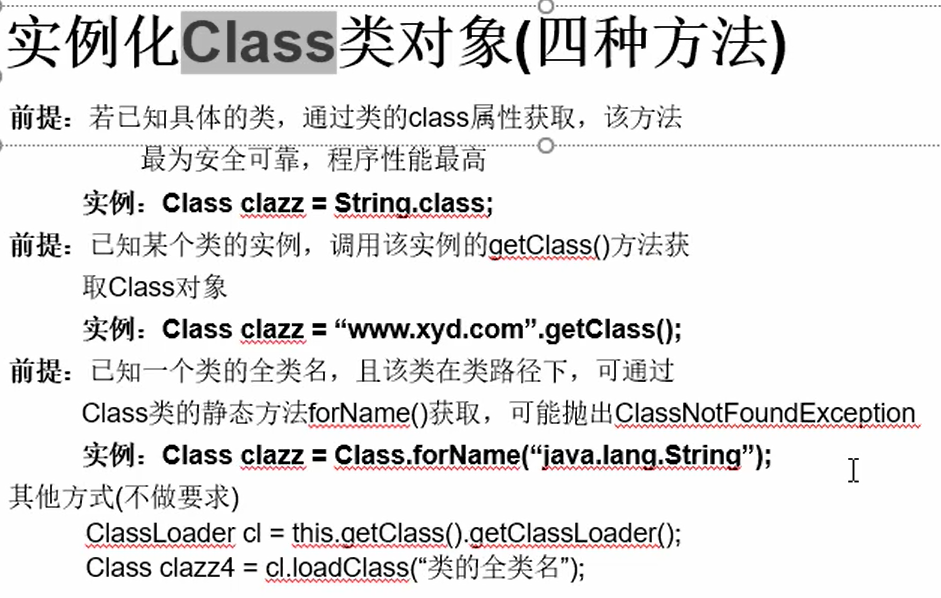 实例化Class类对象(四种方法)
前提：若已知具体的类，通过类的class属性获取，该方法
最为安全可靠，程序性能最高
实例：Class clazz = String.class;
前提：已知某个类的实例，调用该实例的getClass()方法获
取Class对象
实例：Class clazz = “www.xyd.com”.getClass();
前提：已知一个类的全类名，且该类在类路径下，可通过
Class类的静态方法forName()获取，可能抛出ClassNotFoundException
实例：Class clazz = Class.forName(“java.lang.String”);
其他方式(不做要求)
ClassLoader cl = this.getClass().getClassLoader();
Class clazz4 = cl.loadClass(“类的全类名”);